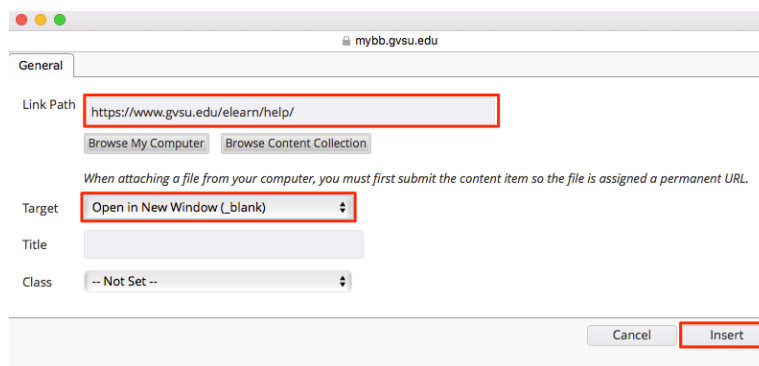 mybb.gvsu.edu
General
Link Path https://www.gvsu.edu/elearn/help/
Browse My Computer Browse Content Collection
When attaching a file from your computer, you must first submit the content item so the file is assigned a permanent URL.
Target Open in New Window (_blank)
Title
Class -- Not Set --
Cancel Insert